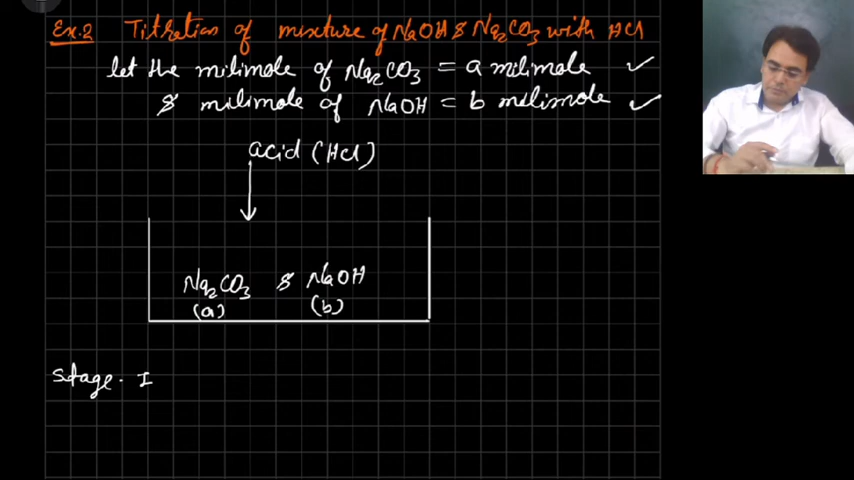 Ex.2 Titration of mixture of NaOH & Na₂CO₃ with HCl
let the milimole of Na₂CO₃ = a milimole ✓
& milimole of NaOH = b milimole ✓
acid (HCl)
Na₂CO₃ & NaOH
(a) (b)
Stage. I